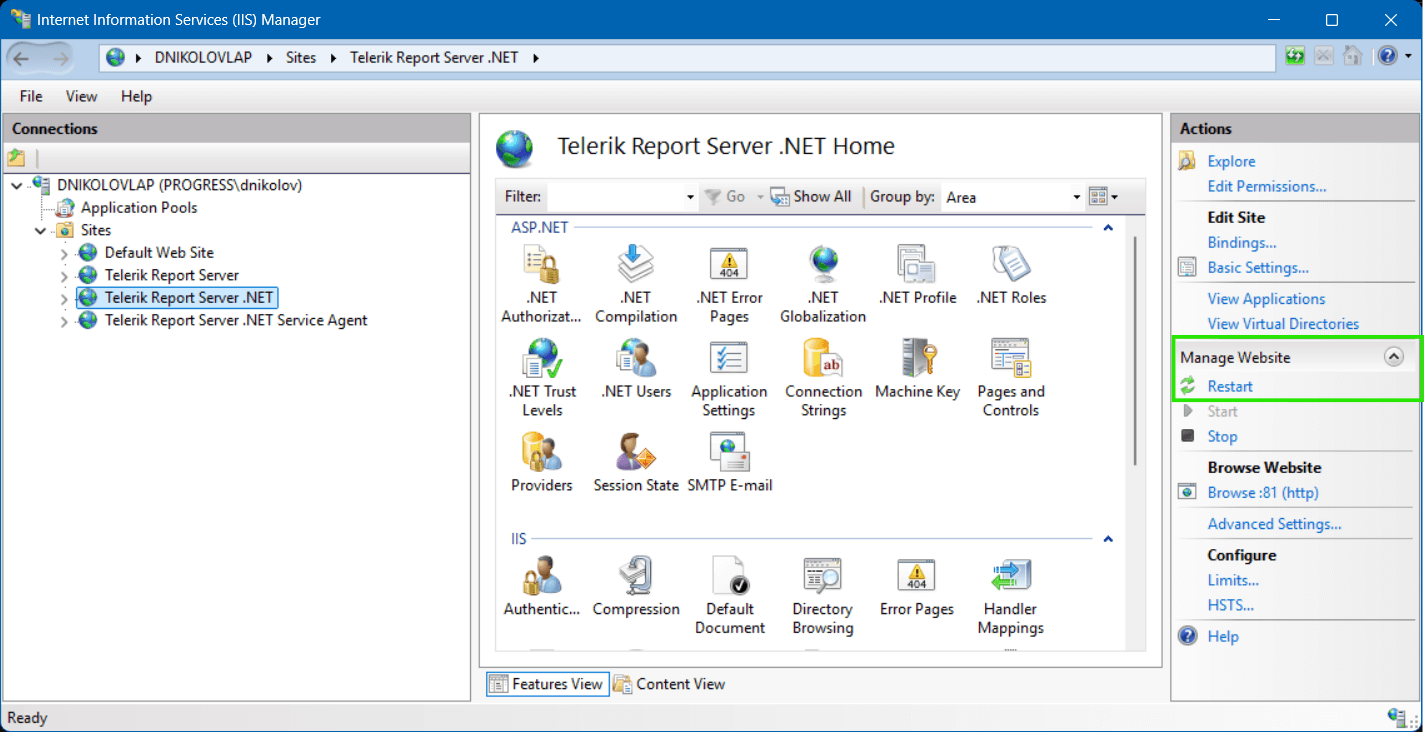 Internet Information Services (IIS) Manager
DNIKOLOVLAP
Sites
Telerik Report Server .NET
File View Help
Connections
DNIKOLOVLAP (PROGRESS\dnikolov)
Application Pools
Sites
Default Web Site
Telerik Report Server
Telerik Report Server .NET
Telerik Report Server .NET Service Agent
Telerik Report Server .NET Home
Filter: Go Show All Group by: Area
ASP.NET
.NET Authorizat...
.NET Compilation
.NET Error Pages
.NET Globalization
.NET Profile
.NET Roles
.NET Trust Levels
.NET Users
Application Settings
Connection Strings
Machine Key
Pages and Controls
Providers
Session State
SMTP E-mail
IIS
Authentic...
Compression
Default Document
Directory Browsing
Error Pages
Handler Mappings
Features View
Content View
Actions
Explore
Edit Permissions...
Edit Site
Bindings...
Basic Settings...
View Applications
View Virtual Directories
Manage Website
Restart
Start
Stop
Browse Website
Browse :81 (http)
Advanced Settings...
Configure
Limits...
HSTS...
Help
Ready